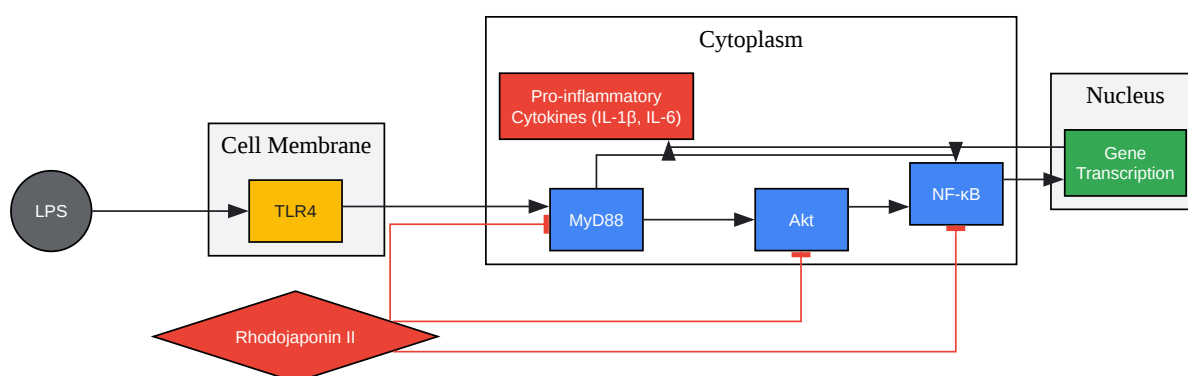 Cytoplasm
Pro-inflammatory
Cytokines (IL-1β, IL-6)
Nucleus
Gene
Transcription
Cell Membrane
LPS
TLR4
MyD88
Akt
NF-κB
Rhodojaponin II